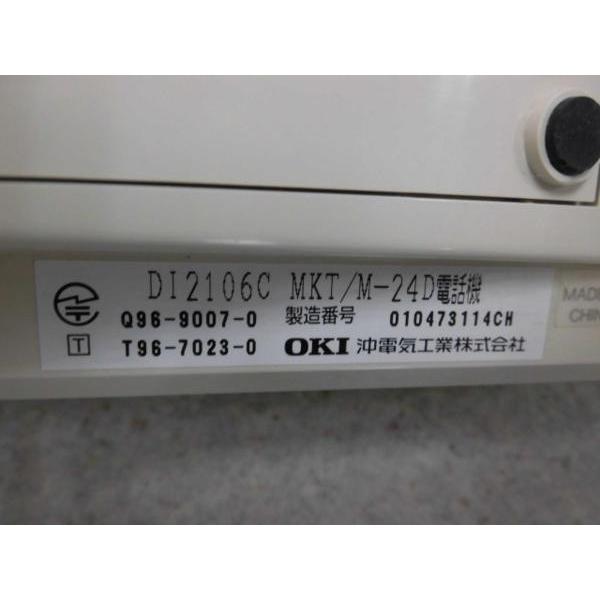 DI2106C MKT/M-24D電話機
Q96-9007-0 製造番号 010473114CH
T T96-7023-0 OKI 沖電気工業株式会社
MADE
CHIN